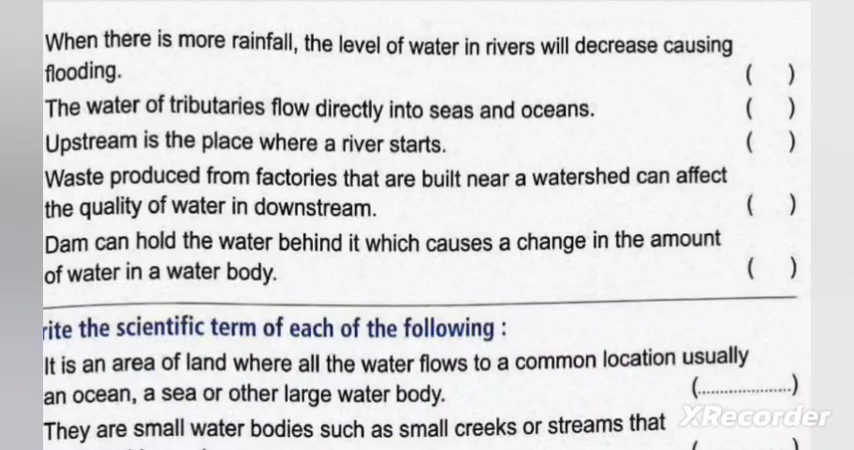 When there is more rainfall, the level of water in rivers will decrease causing
flooding. ( )
The water of tributaries flow directly into seas and oceans. ( )
Upstream is the place where a river starts. ( )
Waste produced from factories that are built near a watershed can affect
the quality of water in downstream. ( )
Dam can hold the water behind it which causes a change in the amount
of water in a water body. ( )
rite the scientific term of each of the following :
It is an area of land where all the water flows to a common location usually
an ocean, a sea or other large water body. (....................)
XRecorder
They are small water bodies such as small creeks or streams that